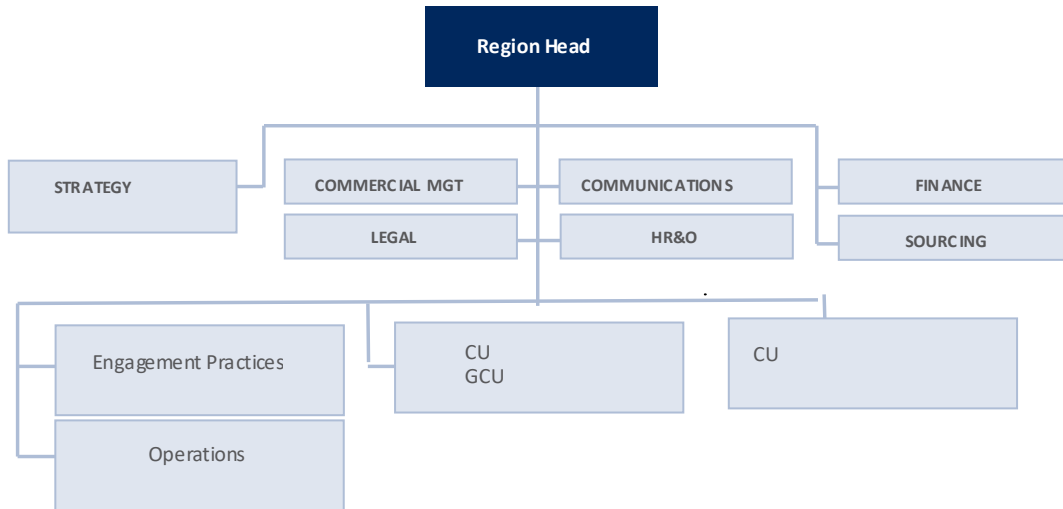 Region Head
STRATEGY
COMMERCIAL MGT
COMMUNICATIONS
FINANCE
LEGAL
HR&O
SOURCING
Engagement Practices
CU
GCU
CU
Operations